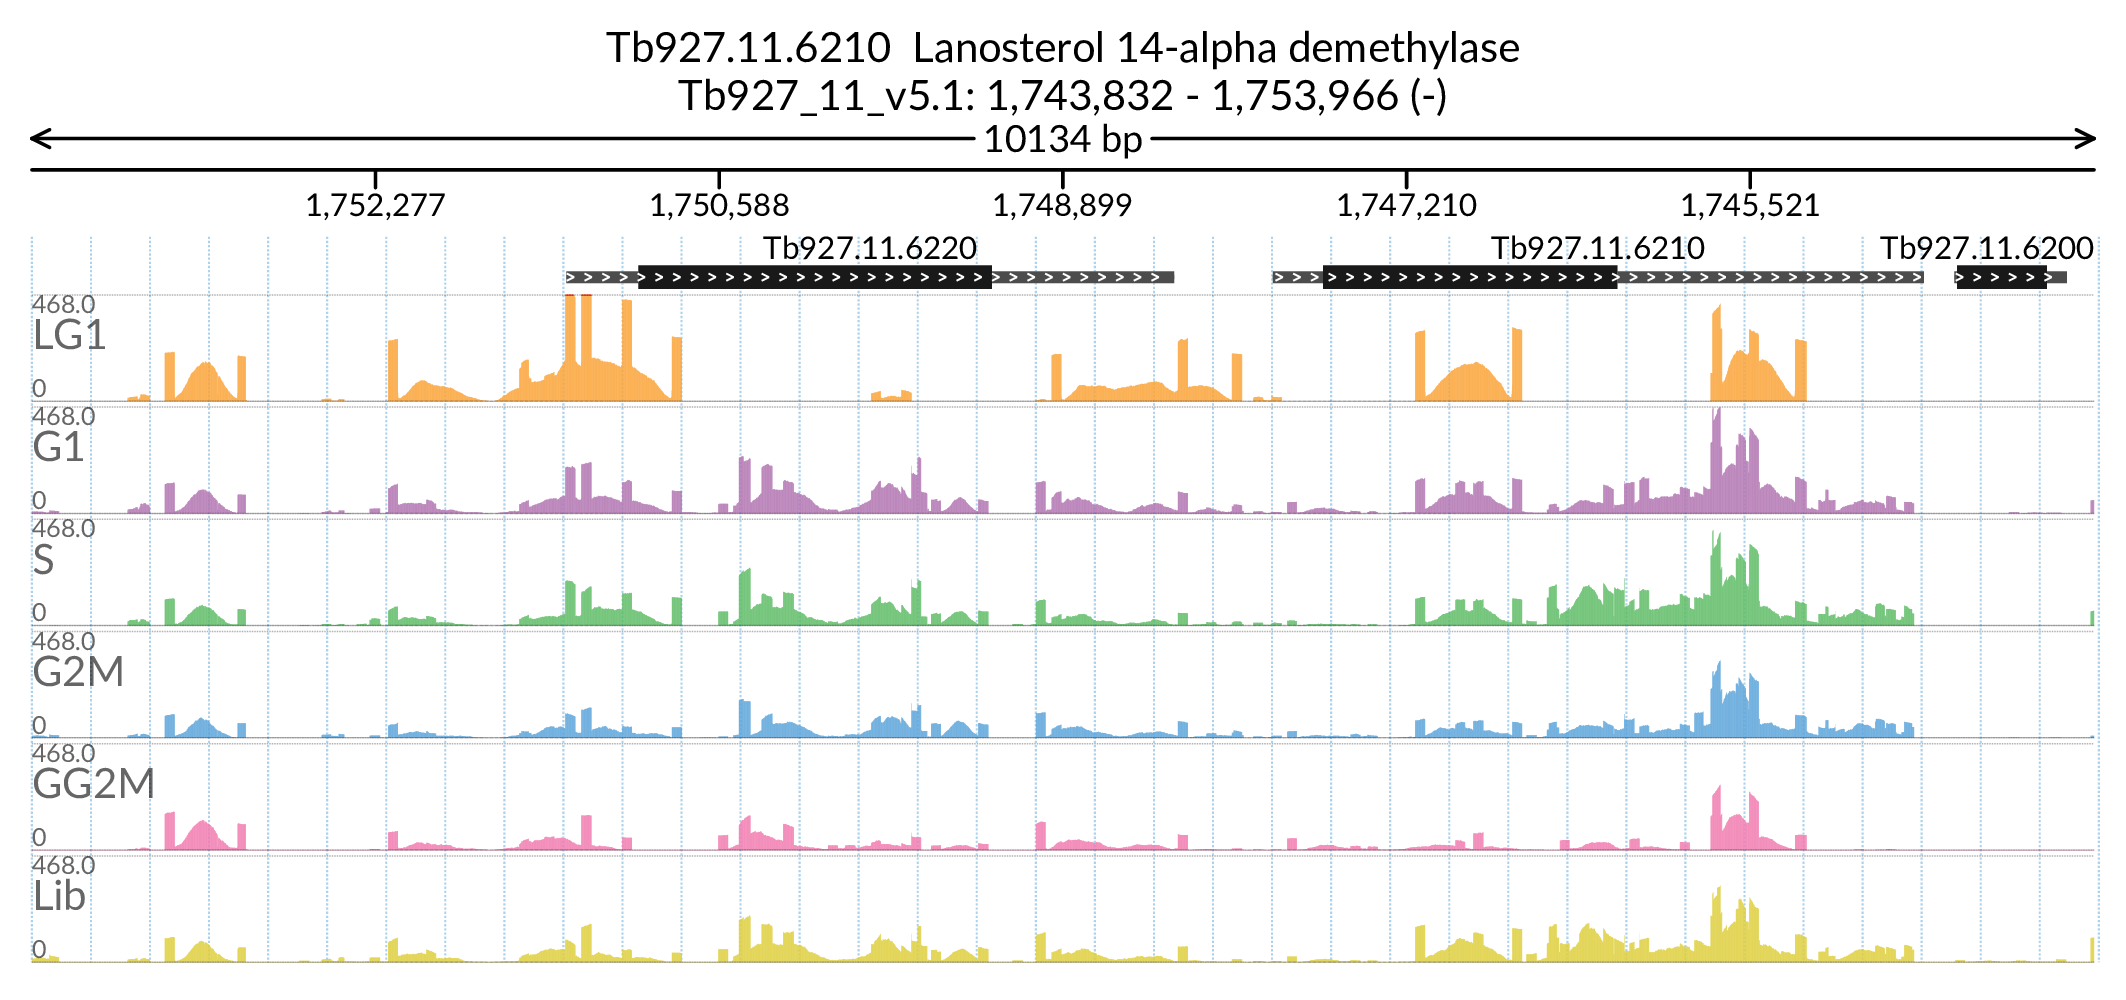 Tb927.11.6210 Lanosterol 14-alpha demethylase
Tb927_11_v5.1: 1,743,832 - 1,753,966 (-)
10134 bp
1,752,277 1,750,588 1,748,899 1,747,210 1,745,521
Tb927.11.6220 Tb927.11.6210 Tb927.11.6200
468.0
LG1
0
468.0
G1
0
468.0
S
0
468.0
G2M
0
468.0
GG2M
0
468.0
Lib
0